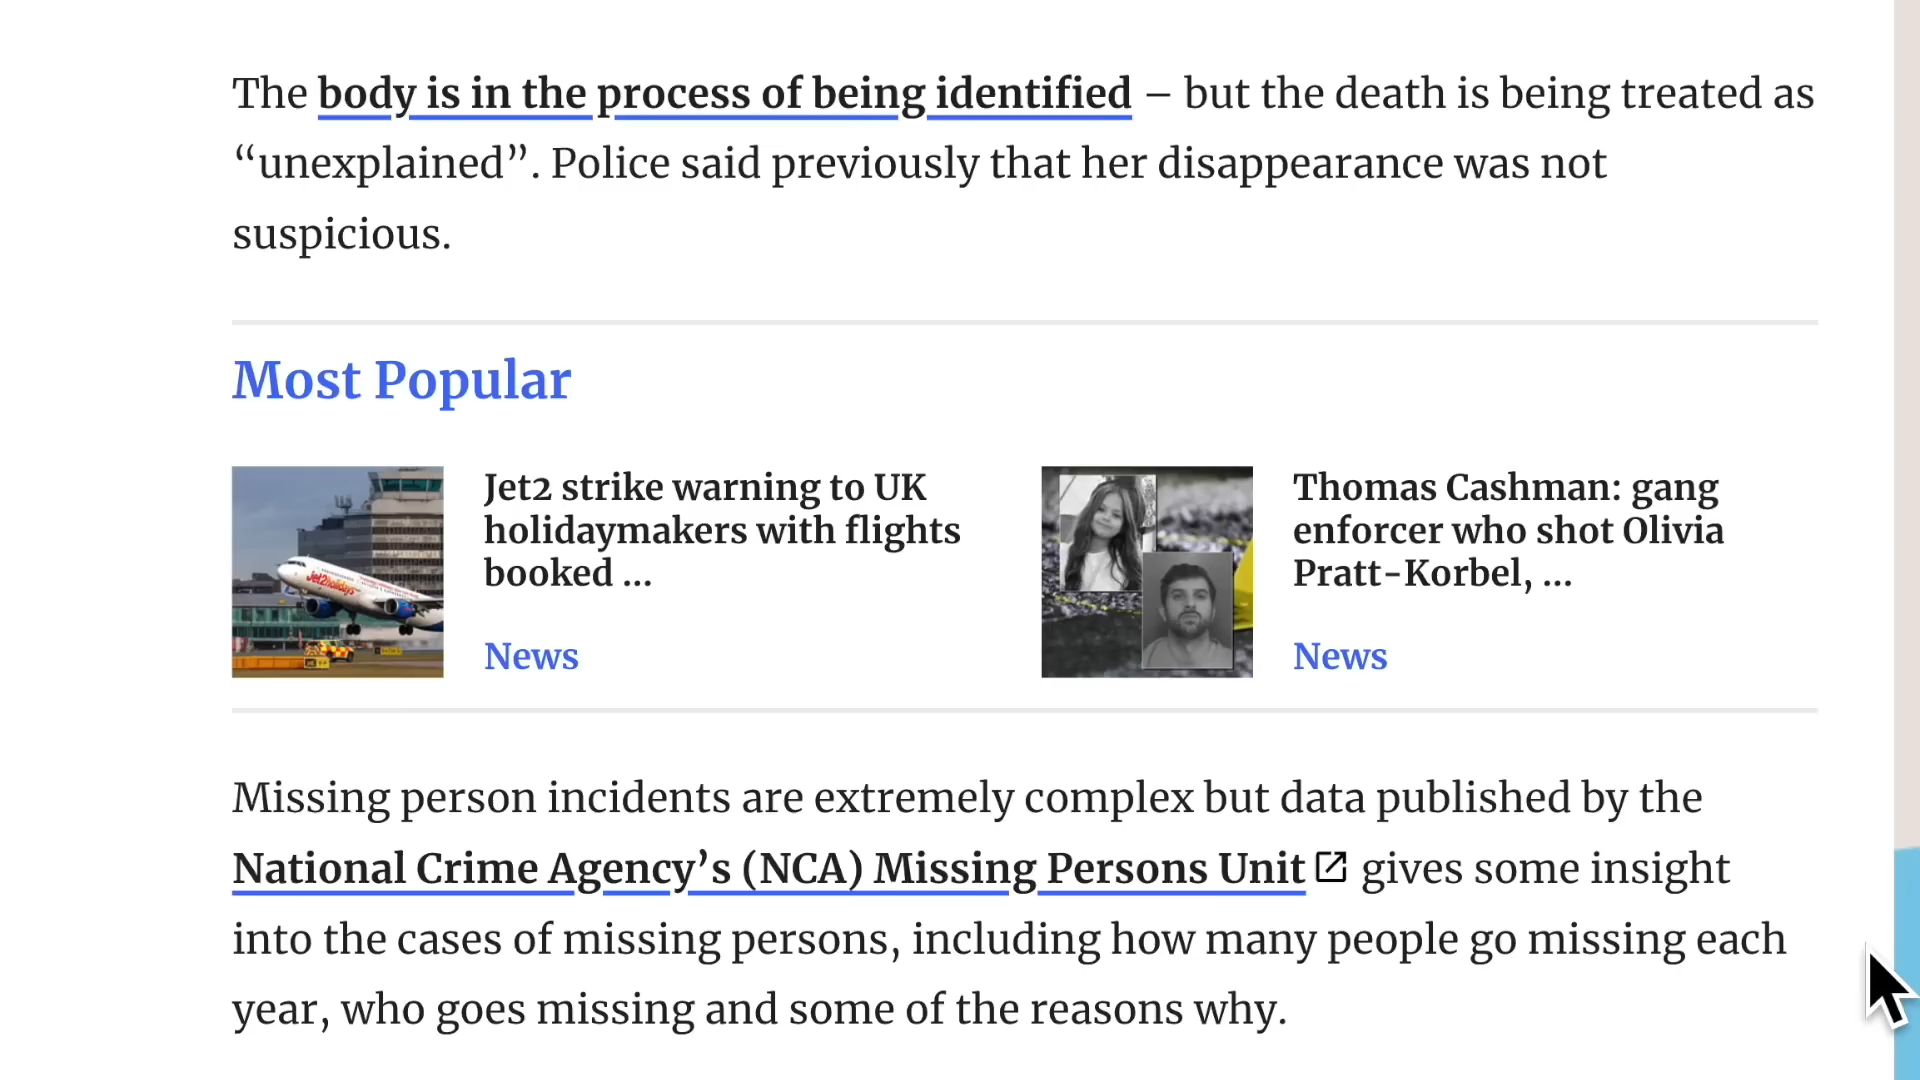 The body is in the process of being identified – but the death is being treated as
“unexplained”. Police said previously that her disappearance was not
suspicious.
Most Popular
Jet2 strike warning to UK
holidaymakers with flights
booked ...
News
Jet2holidays
Thomas Cashman: gang
enforcer who shot Olivia
Pratt-Korbel, ...
News
Missing person incidents are extremely complex but data published by the
National Crime Agency’s (NCA) Missing Persons Unit gives some insight
into the cases of missing persons, including how many people go missing each
year, who goes missing and some of the reasons why.